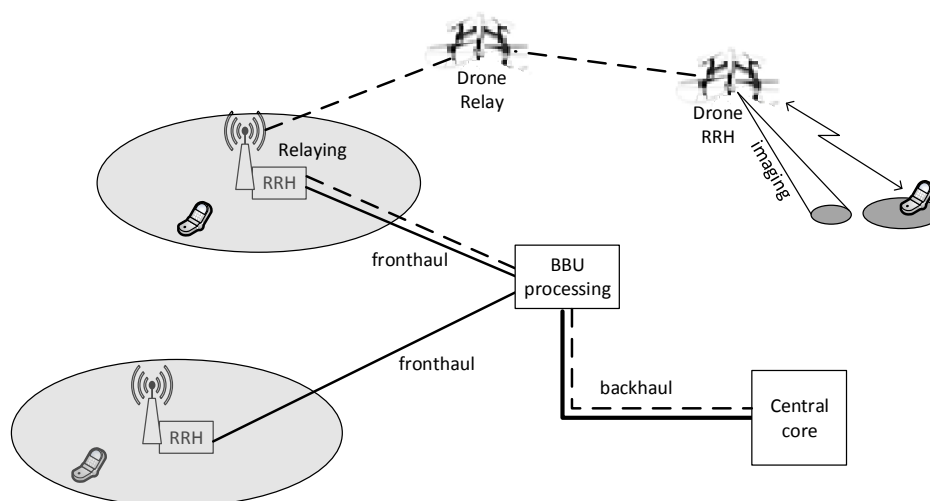 Drone
Relay
Drone
RRH
imaging
Relaying
RRH
fronthaul
BBU
processing
fronthaul
backhaul
Central
core
RRH